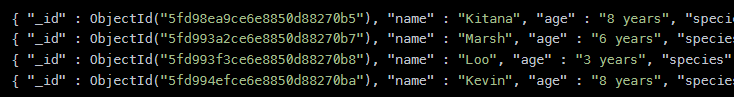 { "_id" : ObjectId("5fd98ea9ce6e8850d88270b5"), "name" : "Kitana", "age" : "8 years", "species
{ "_id" : ObjectId("5fd993a2ce6e8850d88270b7"), "name" : "Marsh", "age" : "6 years", "specie
{ "_id" : ObjectId("5fd993f3ce6e8850d88270b8"), "name" : "Loo", "age" : "3 years", "species"
{ "_id" : ObjectId("5fd994efce6e8850d88270ba"), "name" : "Kevin", "age" : "8 years", "specie